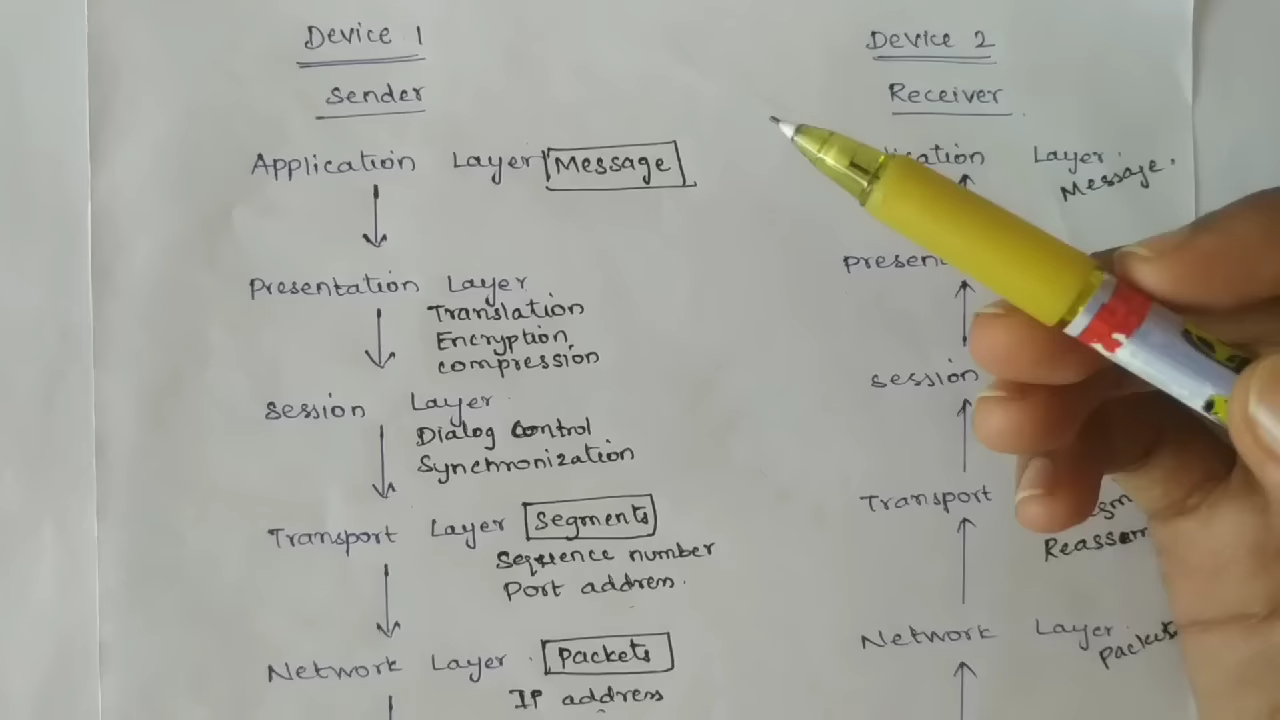 Device 1
Sender
Application Layer Message
Presentation Layer
Translation
Encryption
compression
session Layer
Dialog Control
Synchronization
Transport Layer Segments
Sequence number
Port address.
Network Layer. Packets
IP address
Device 2
Receiver
Layer.
Message.
session
Transport
Network Layer.
Packets